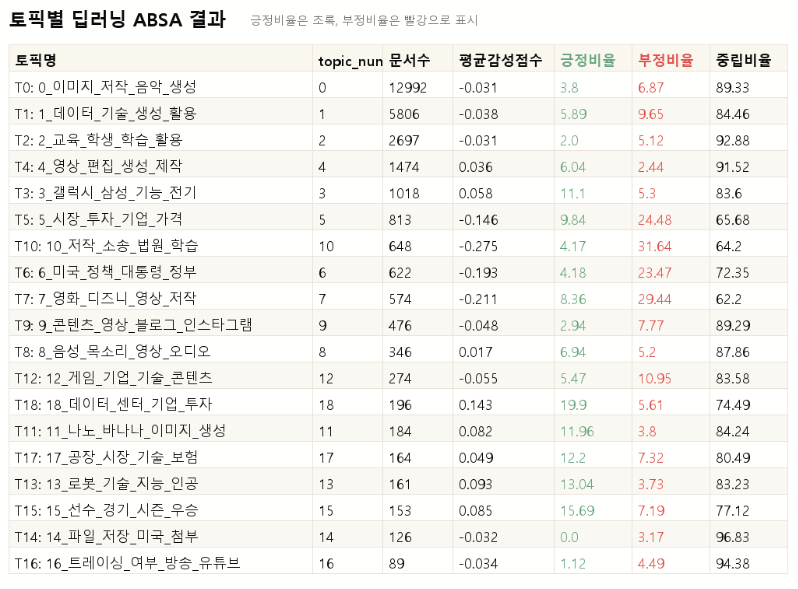 토픽별 딥러닝 ABSA 결과 긍정비율은 초록, 부정비율은 빨강으로 표시
토픽명 topic_nun 문서수 평균감성점수 긍정비율 부정비율 중립비율
T0: 0_이미지_저작_음악_생성 0 12992 -0.031 3.8 6.87 89.33
T1: 1_데이터_기술_생성_활용 1 5806 -0.038 5.89 9.65 84.46
T2: 2_교육_학생_학습_활용 2 2697 -0.031 2.0 5.12 92.88
T4: 4_영상_편집_생성_제작 4 1474 0.036 6.04 2.44 91.52
T3: 3_갤럭시_삼성_기능_전기 3 1018 0.058 11.1 5.3 83.6
T5: 5_시장_투자_기업_가격 5 813 -0.146 9.84 24.48 65.68
T10: 10_저작_소송_법원_학습 10 648 -0.275 4.17 31.64 64.2
T6: 6_미국_정책_대통령_정부 6 622 -0.193 4.18 23.47 72.35
T7: 7_영화_디즈니_영상_저작 7 574 -0.211 8.36 29.44 62.2
T9: 9_콘텐츠_영상_블로그_인스타그램 9 476 -0.048 2.94 7.77 89.29
T8: 8_음성_목소리_영상_오디오 8 346 0.017 6.94 5.2 87.86
T12: 12_게임_기업_기술_콘텐츠 12 274 -0.055 5.47 10.95 83.58
T18: 18_데이터_센터_기업_투자 18 196 0.143 19.9 5.61 74.49
T11: 11_나노_바나나_이미지_생성 11 184 0.082 11.96 3.8 84.24
T17: 17_공장_시장_기술_보험 17 164 0.049 12.2 7.32 80.49
T13: 13_로봇_기술_지능_인공 13 161 0.093 13.04 3.73 83.23
T15: 15_선수_경기_시즌_우승 15 153 0.085 15.69 7.19 77.12
T14: 14_파일_저장_미국_첨부 14 126 -0.032 0.0 3.17 96.83
T16: 16_트레이싱_여부_방송_유튜브 16 89 -0.034 1.12 4.49 94.38